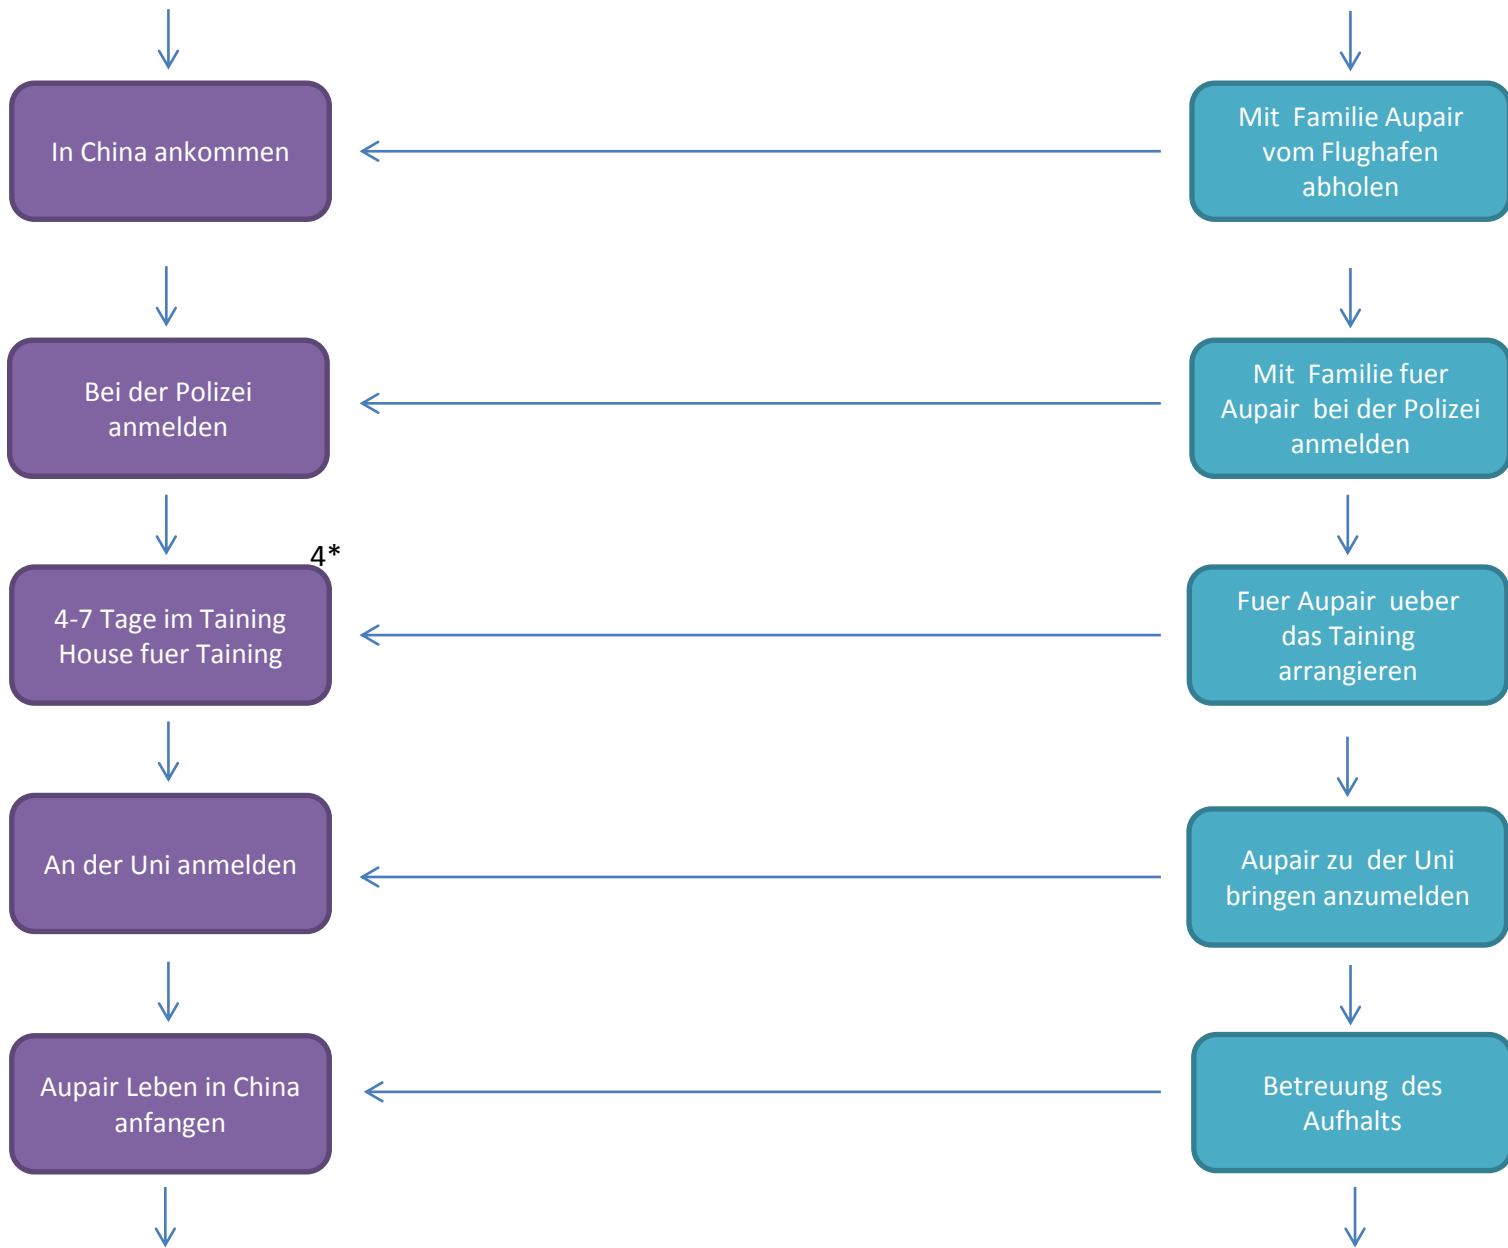 In China ankommen
Mit  Familie Aupair
vom Flughafen
abholen
Bei der Polizei
anmelden
Mit  Familie fuer
Aupair  bei der Polizei
anmelden
4*
4-7 Tage im Taining
House fuer Taining
Fuer Aupair  ueber
das Taining
arrangieren
An der Uni anmelden
Aupair zu  der Uni
bringen anzumelden
Aupair Leben in China
anfangen
Betreuung  des
Aufhalts